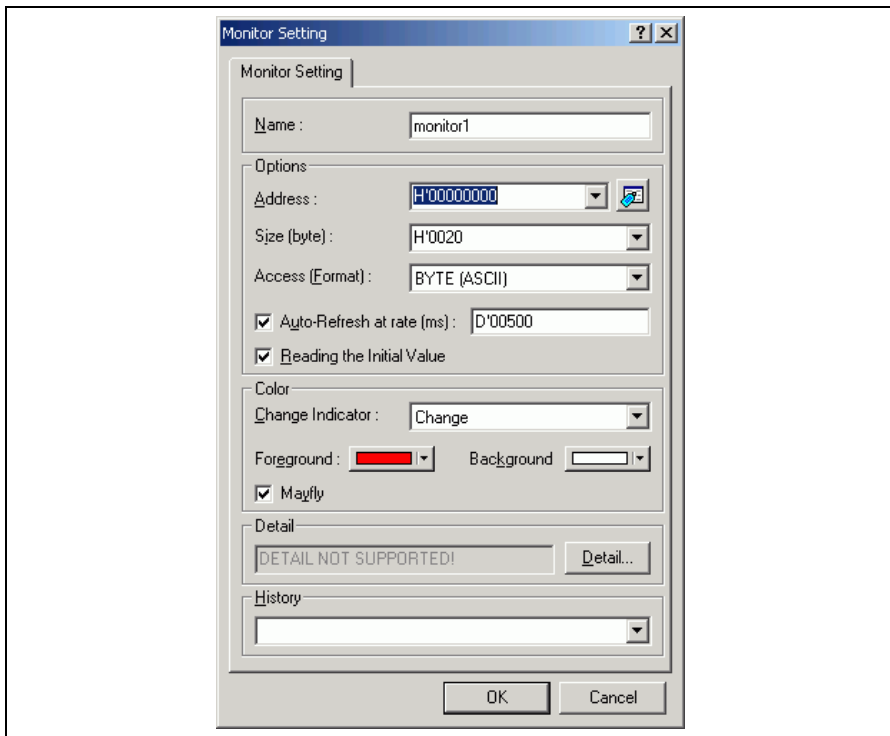 Monitor Setting
Monitor Setting
Name :
monitor1
Options
Address :
H'00000000
Size (byte) :
H'0020
Access (Format) :
BYTE (ASCII)
Auto-Refresh at rate (ms) :
D'00500
Reading the Initial Value
Color
Change Indicator :
Change
Foreground :
Background
Mayfly
Detail
DETAIL NOT SUPPORTED!
Detail...
History
OK
Cancel